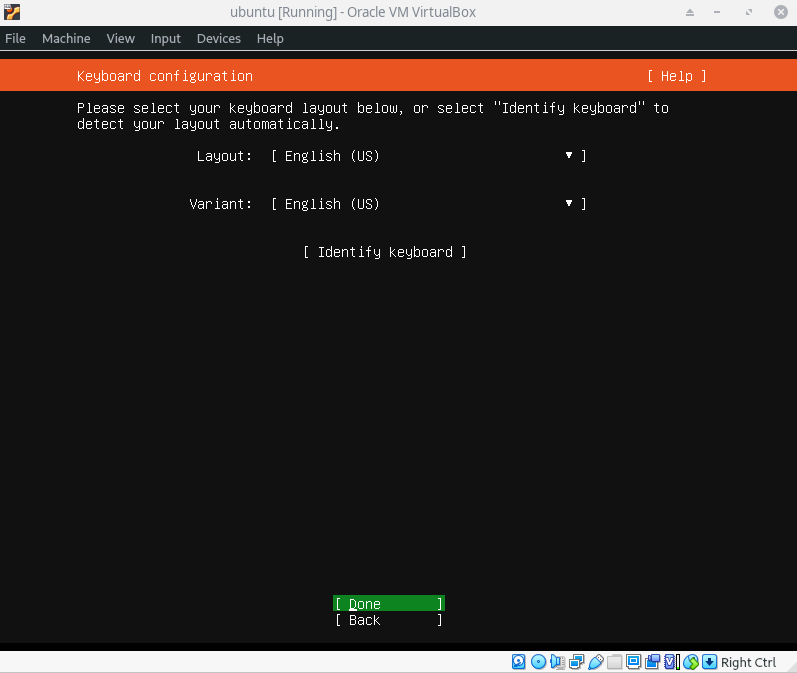 ubuntu [Running] - Oracle VM VirtualBox
File Machine View Input Devices Help
Keyboard configuration [ Help ]
Please select your keyboard layout below, or select "Identify keyboard" to
detect your layout automatically.
Layout: [ English (US) ▼ ]
Variant: [ English (US) ▼ ]
[ Identify keyboard ]
[ Done ]
[ Back ]
Right Ctrl